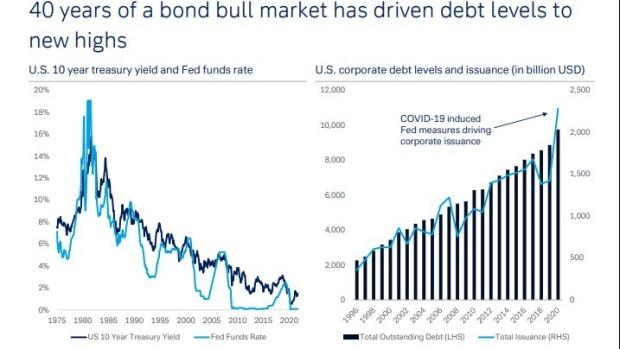 40 years of a bond bull market has driven debt levels to
new highs
U.S. 10 year treasury yield and Fed funds rate
20%
18%
16%
14%
12%
10%
8%
6%
4%
2%
0%
1975 1980 1985 1990 1995 2000 2005 2010 2015 2020
US 10 Year Treasury Yield Fed Funds Rate
U.S. corporate debt levels and issuance (in billion USD)
12,000
10,000
8,000
6,000
4,000
2,000
0
COVID-19 induced
Fed measures driving
corporate issuance
2,500
2,000
1,500
1,000
500
0
1996 1998 2000 2002 2004 2006 2008 2010 2012 2014 2016 2018 2020
Total Outstanding Debt (LHS) Total Issuance (RHS)